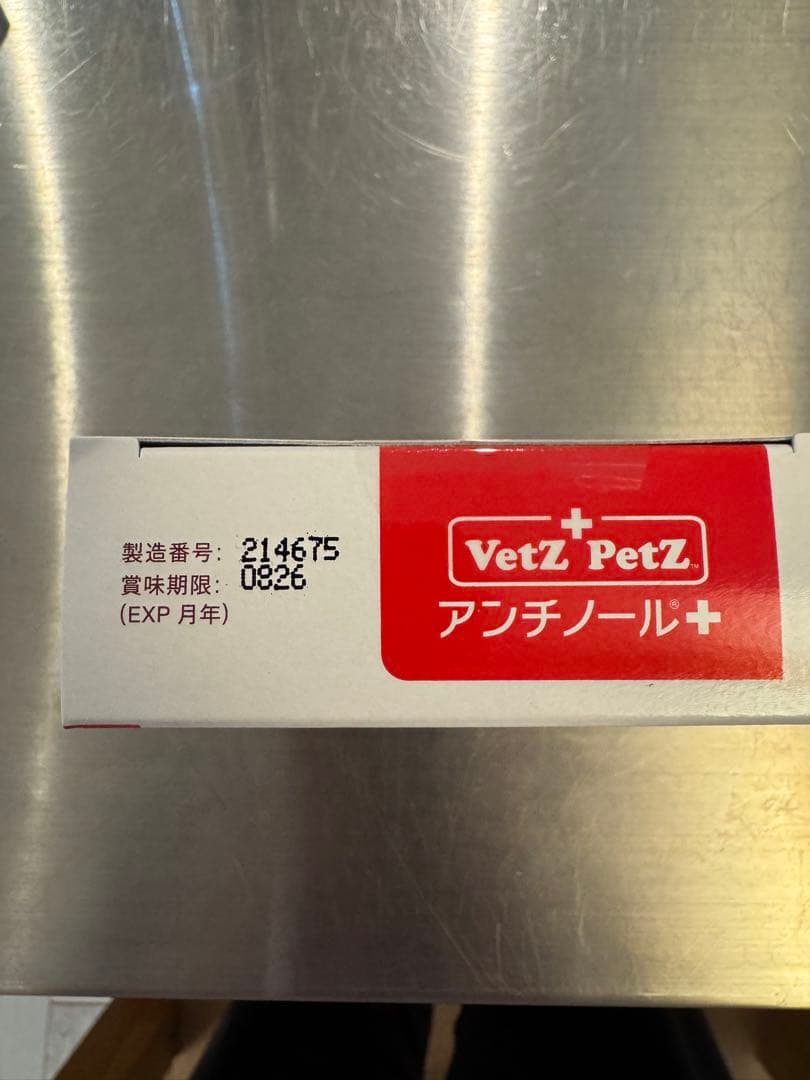 製造番号: 214675
賞味期限: 0826
(EXP 月年)
VetZ PetZ™
アンチノール®+